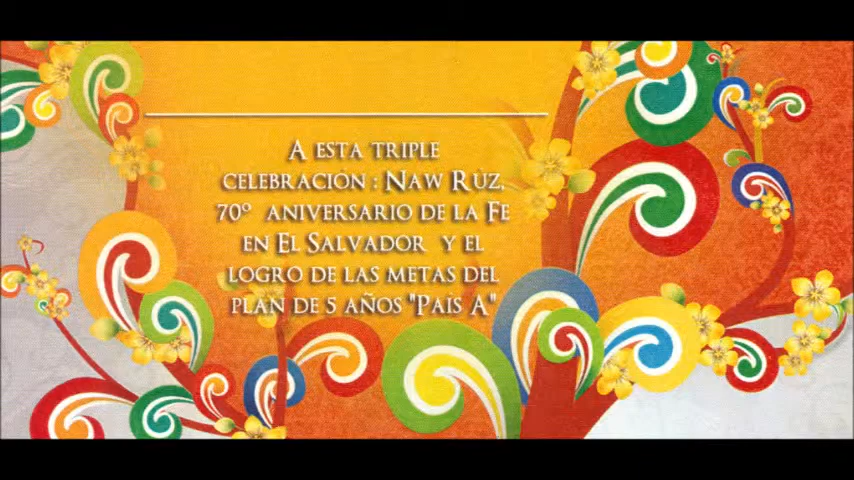 A ESTA TRIPLE
CELEBRACIÓN : NAW RÙZ,
70º ANIVERSARIO DE LA FE
EN EL SALVADOR Y EL
LOGRO DE LAS METAS DEL
PLAN DE 5 AÑOS "PAÍS A"